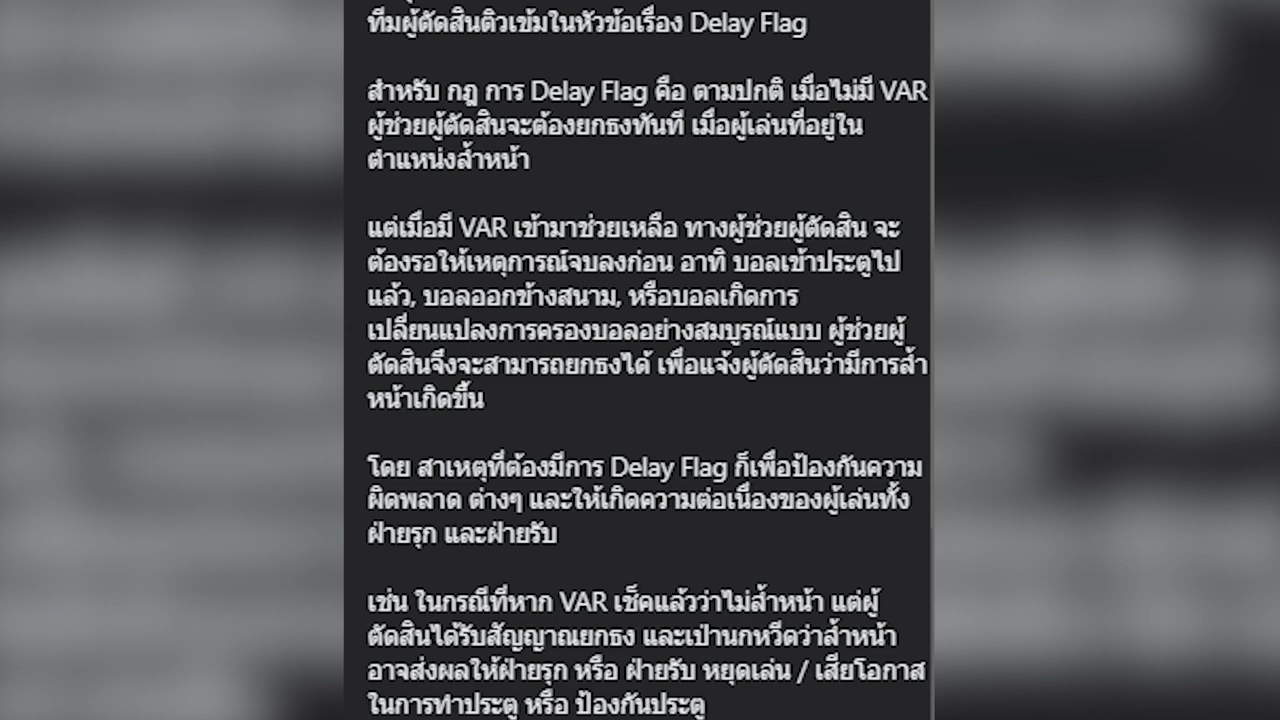 ทีมผู้ตัดสินติวเข้มในหัวข้อเรื่อง Delay Flag
สำหรับ กฎ การ Delay Flag คือ ตามปกติ เมื่อไม่มี VAR
ผู้ช่วยผู้ตัดสินจะต้องยกธงทันที เมื่อผู้เล่นที่อยู่ใน
ตำแหน่งล้ำหน้า
แต่เมื่อมี VAR เข้ามาช่วยเหลือ ทางผู้ช่วยผู้ตัดสิน จะ
ต้องรอให้เหตุการณ์จบลงก่อน อาทิ บอลเข้าประตูไป
แล้ว, บอลออกข้างสนาม, หรือบอลเกิดการ
เปลี่ยนแปลงการครองบอลอย่างสมบูรณ์แบบ ผู้ช่วยผู้
ตัดสินจึงจะสามารถยกธงได้ เพื่อแจ้งผู้ตัดสินว่ามีการล้ำ
หน้าเกิดขึ้น
โดย สาเหตุที่ต้องมีการ Delay Flag ก็เพื่อป้องกันความ
ผิดพลาด ต่างๆ และให้เกิดความต่อเนื่องของผู้เล่นทั้ง
ฝ่ายรุก และฝ่ายรับ
เช่น ในกรณีที่หาก VAR เช็คแล้วว่าไม่ล้ำหน้า แต่ผู้
ตัดสินได้รับสัญญาณยกธง และเป่านกหวีดว่าล้ำหน้า
อาจส่งผลให้ฝ่ายรุก หรือ ฝ่ายรับ หยุดเล่น / เสียโอกาส
ในการทำประตู หรือ ป้องกันประตู